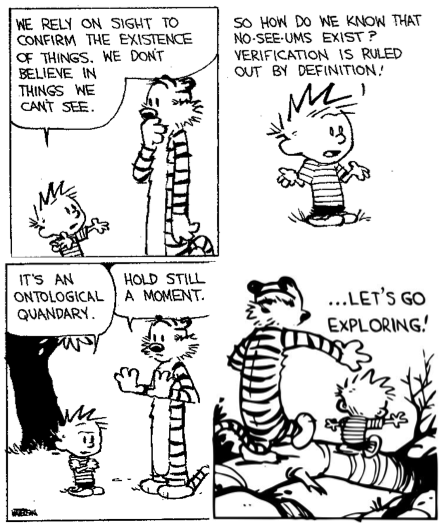 WE RELY ON SIGHT TO
CONFIRM THE EXISTENCE
OF THINGS. WE DON'T
BELIEVE IN
THINGS WE
CAN'T SEE.
SO HOW DO WE KNOW THAT
NO-SEE-UMS EXIST?
VERIFICATION IS RULED
OUT BY DEFINITION!
IT'S AN
ONTOLOGICAL
QUANDARY.
HOLD STILL
A MOMENT.
...LET'S GO
EXPLORING!